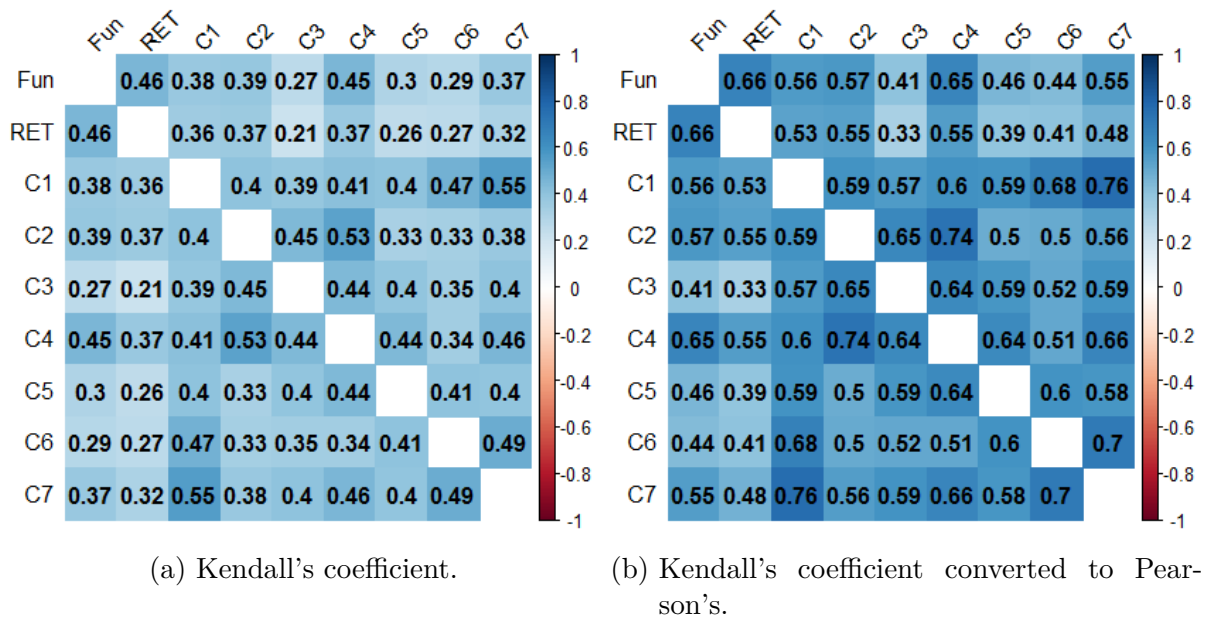 Fun RET C1 C2 C3 C4 C5 C6 C7
Fun 0.46 0.38 0.39 0.27 0.45 0.3 0.29 0.37
RET 0.46 0.36 0.37 0.21 0.37 0.26 0.27 0.32
C1 0.38 0.36 0.4 0.39 0.41 0.4 0.47 0.55
C2 0.39 0.37 0.4 0.45 0.53 0.33 0.33 0.38
C3 0.27 0.21 0.39 0.45 0.44 0.4 0.35 0.4
C4 0.45 0.37 0.41 0.53 0.44 0.44 0.34 0.46
C5 0.3 0.26 0.4 0.33 0.4 0.44 0.41 0.4
C6 0.29 0.27 0.47 0.33 0.35 0.34 0.41 0.49
C7 0.37 0.32 0.55 0.38 0.4 0.46 0.4 0.49
1
0.8
0.6
0.4
0.2
0
-0.2
-0.4
-0.6
-0.8
-1
(a) Kendall's coefficient.
Fun RET C1 C2 C3 C4 C5 C6 C7
0.66 0.56 0.57 0.41 0.65 0.46 0.44 0.55
0.66 0.53 0.55 0.33 0.55 0.39 0.41 0.48
0.56 0.53 0.59 0.57 0.6 0.59 0.68 0.76
0.57 0.55 0.59 0.65 0.74 0.5 0.5 0.56
0.41 0.33 0.57 0.65 0.64 0.59 0.52 0.59
0.65 0.55 0.6 0.74 0.64 0.64 0.51 0.66
0.46 0.39 0.59 0.5 0.59 0.64 0.6 0.58
0.44 0.41 0.68 0.5 0.52 0.51 0.6 0.7
0.55 0.48 0.76 0.56 0.59 0.66 0.58 0.7
1
0.8
0.6
0.4
0.2
0
-0.2
-0.4
-0.6
-0.8
-1
(b) Kendall's coefficient converted to Pear-
son's.